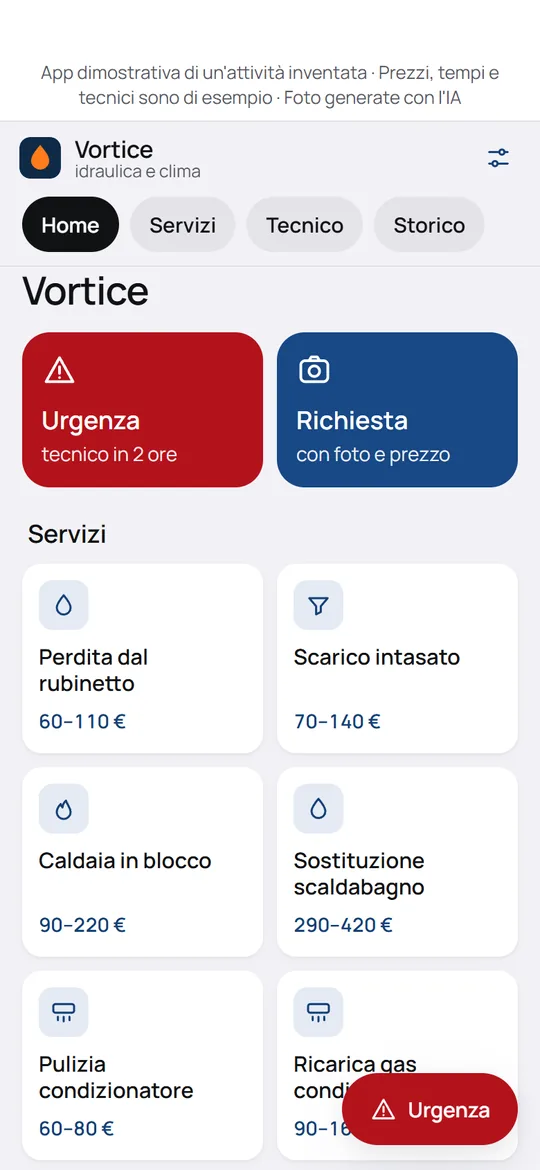 App dimostrativa di un'attività inventata · Prezzi, tempi e
tecnici sono di esempio · Foto generate con l'IA
Vortice
idraulica e clima
Home
Servizi
Tecnico
Storico
Vortice
Urgenza
tecnico in 2 ore
Richiesta
con foto e prezzo
Servizi
Perdita dal
rubinetto
60–110 €
Scarico intasato
70–140 €
Caldaia in blocco
90–220 €
Sostituzione
scaldabagno
290–420 €
Pulizia
condizionatore
60–80 €
Ricarica gas
Urgenza